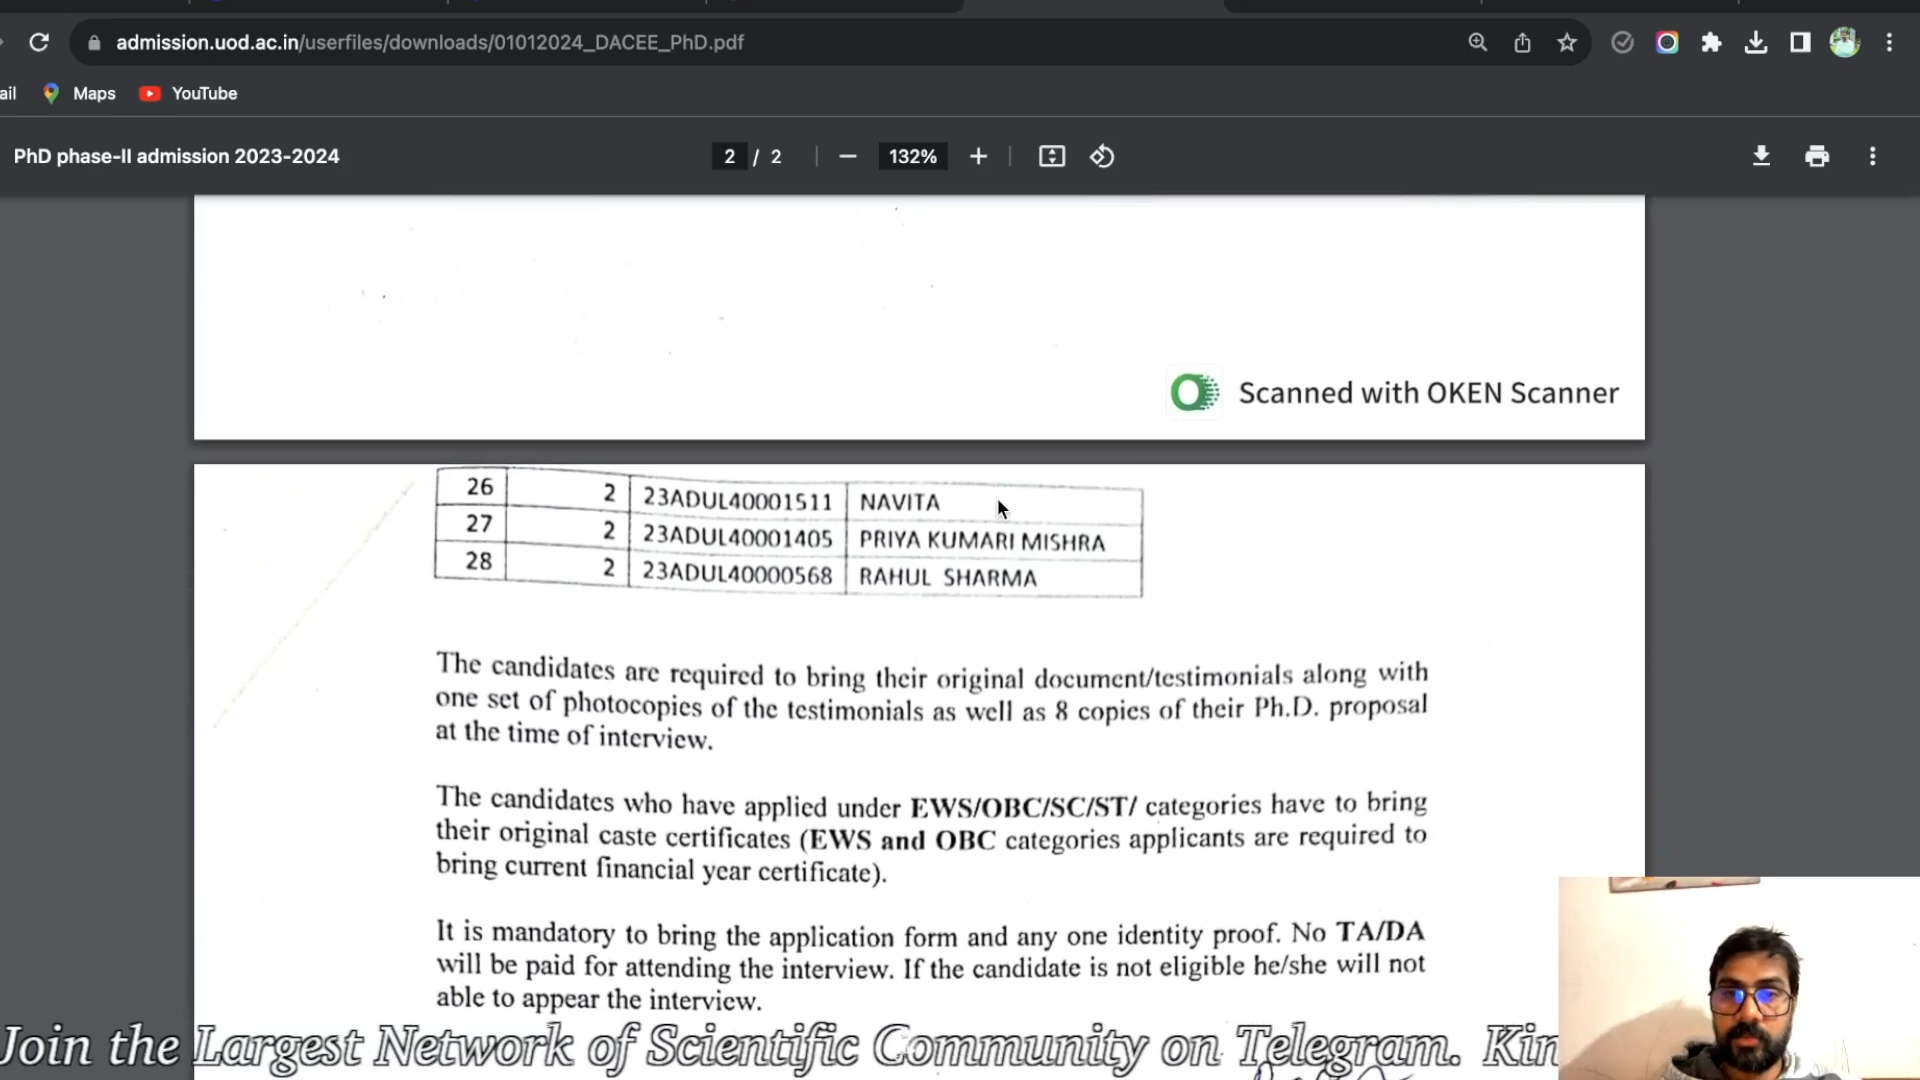 admission.uod.ac.in/userfiles/downloads/01012024_DACEE_PhD.pdf
ail Maps YouTube
PhD phase-II admission 2023-2024 2 / 2 132%
Scanned with OKEN Scanner
26 2 23ADUL40001511 NAVITA
27 2 23ADUL40001405 PRIYA KUMARI MISHRA
28 2 23ADUL40000568 RAHUL SHARMA
The candidates are required to bring their original document/testimonials along with
one set of photocopies of the testimonials as well as 8 copies of their Ph.D. proposal
at the time of interview.
The candidates who have applied under EWS/OBC/SC/ST/ categories have to bring
their original caste certificates (EWS and OBC categories applicants are required to
bring current financial year certificate).
It is mandatory to bring the application form and any one identity proof. No TA/DA
will be paid for attending the interview. If the candidate is not eligible he/she will not
able to appear the interview.
Join the Largest Network of Scientific Community on Telegram. Kin